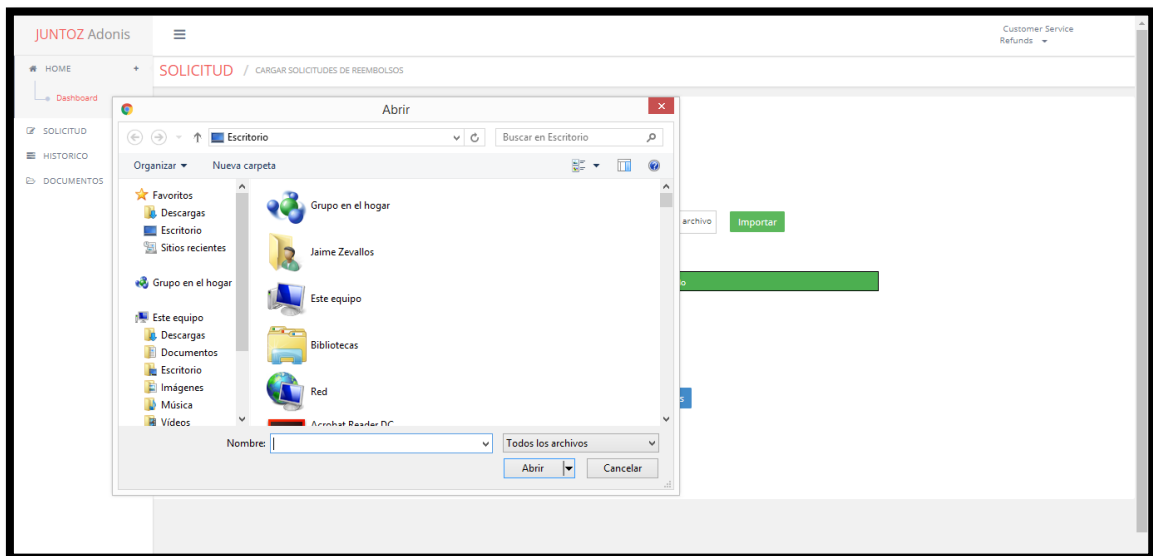 JUNTOZ Adonis
Customer Service
Refunds
HOME +
SOLICITUD / CARGAR SOLICITUDES DE REEMBOLSOS
Dashboard
SOLICITUD
HISTORICO
DOCUMENTOS
Abrir
Escritorio
Buscar en Escritorio
Organizar
Nueva carpeta
Favoritos
Descargas
Escritorio
Sitios recientes
Grupo en el hogar
Este equipo
Descargas
Documentos
Escritorio
Imágenes
Música
Vídeos
Grupo en el hogar
Jaime Zevallos
Este equipo
Bibliotecas
Red
Acrobat Reader DC
archivo
Importar
o
s
Nombre:
Todos los archivos
Abrir
Cancelar